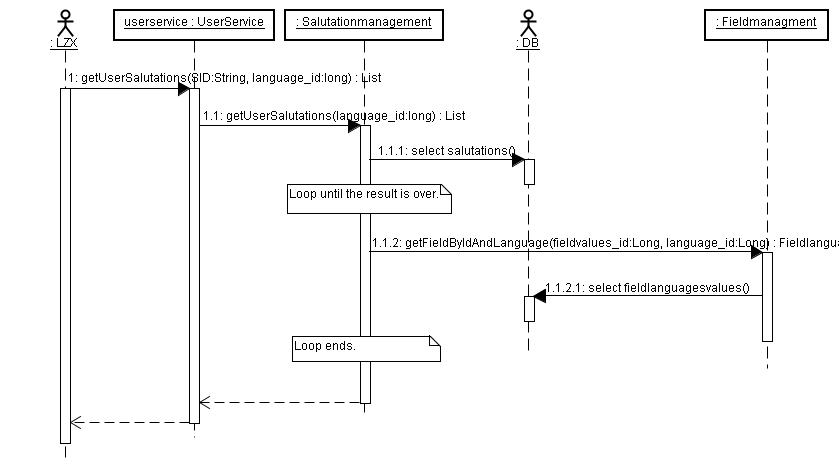 userservice : UserService
: Salutationmanagement
: Fieldmanagment
: LZX
: DB
1: getUserSalutations(SID:String, language_id:long) : List
1.1: getUserSalutations(language_id:long) : List
1.1.1: select salutations()
Loop until the result is over.
1.1.2: getFieldByIdAndLanguage(fieldvalues_id:Long, language_id:Long) : Fieldlangua
1.1.2.1: select fieldlanguagesvalues()
Loop ends.